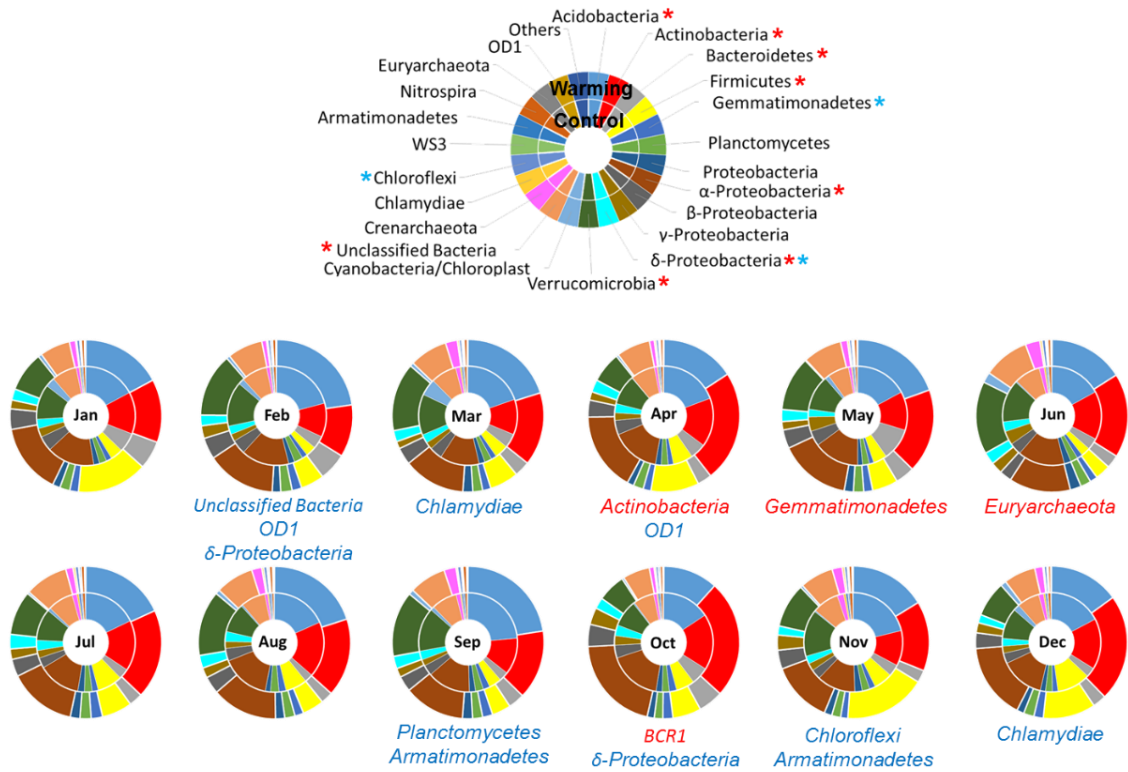 Acidobacteria *
Others
Actinobacteria *
OD1
Bacteroidetes *
Euryarchaeota
Firmicutes *
Nitrospira
Warming
Gemmatimonadetes *
Armatimonadetes
Control
WS3
Planctomycetes
Proteobacteria
* Chloroflexi
α-Proteobacteria *
Chlamydiae
β-Proteobacteria
Crenarchaeota
γ-Proteobacteria
* Unclassified Bacteria
δ-Proteobacteria * *
Cyanobacteria/Chloroplast
Verrucomicrobia *
Jan
Feb
Mar
Apr
May
Jun
Unclassified Bacteria
OD1
δ-Proteobacteria
Chlamydiae
Actinobacteria
OD1
Gemmatimonadetes
Euryarchaeota
Jul
Aug
Sep
Oct
Nov
Dec
Planctomycetes
Armatimonadetes
BCR1
δ-Proteobacteria
Chloroflexi
Armatimonadetes
Chlamydiae